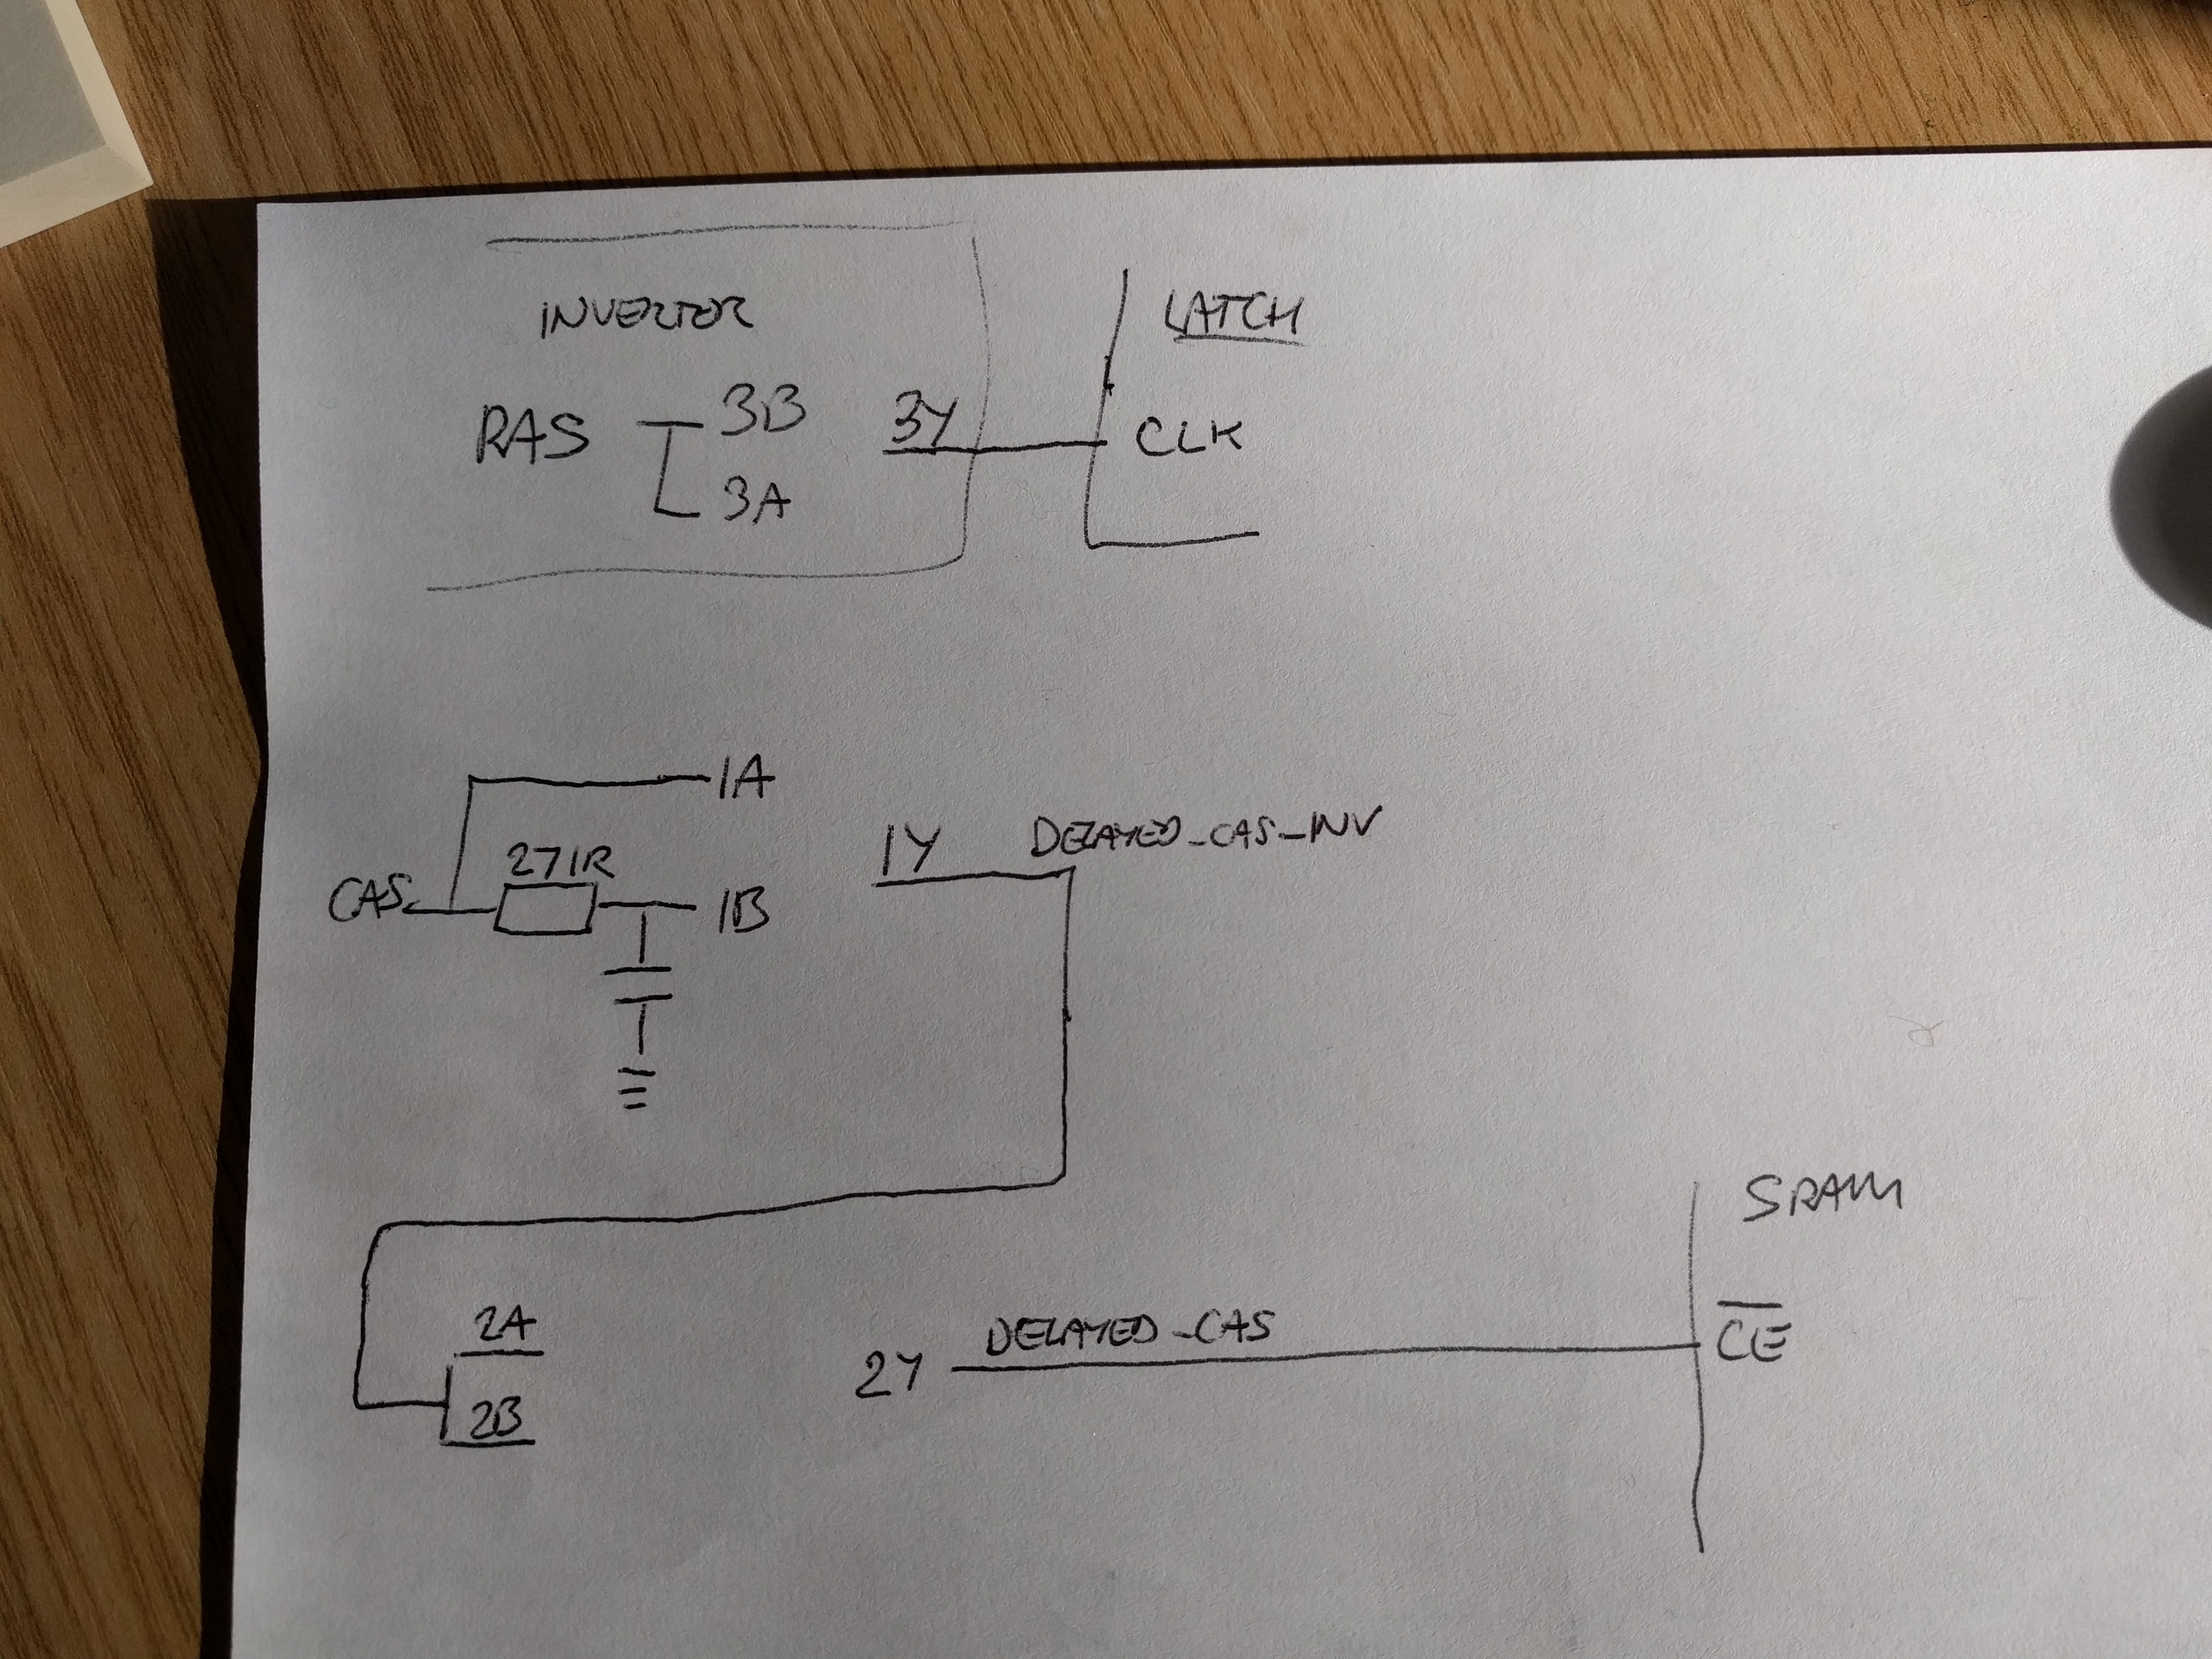 INVERTOR
LATCH
RAS 3B 3Y CLK
3A
1A
1Y DELAYED_CAS_INV
271R
CAS 1B
SRAM
2A
2Y DELAYED_CAS CE
2B